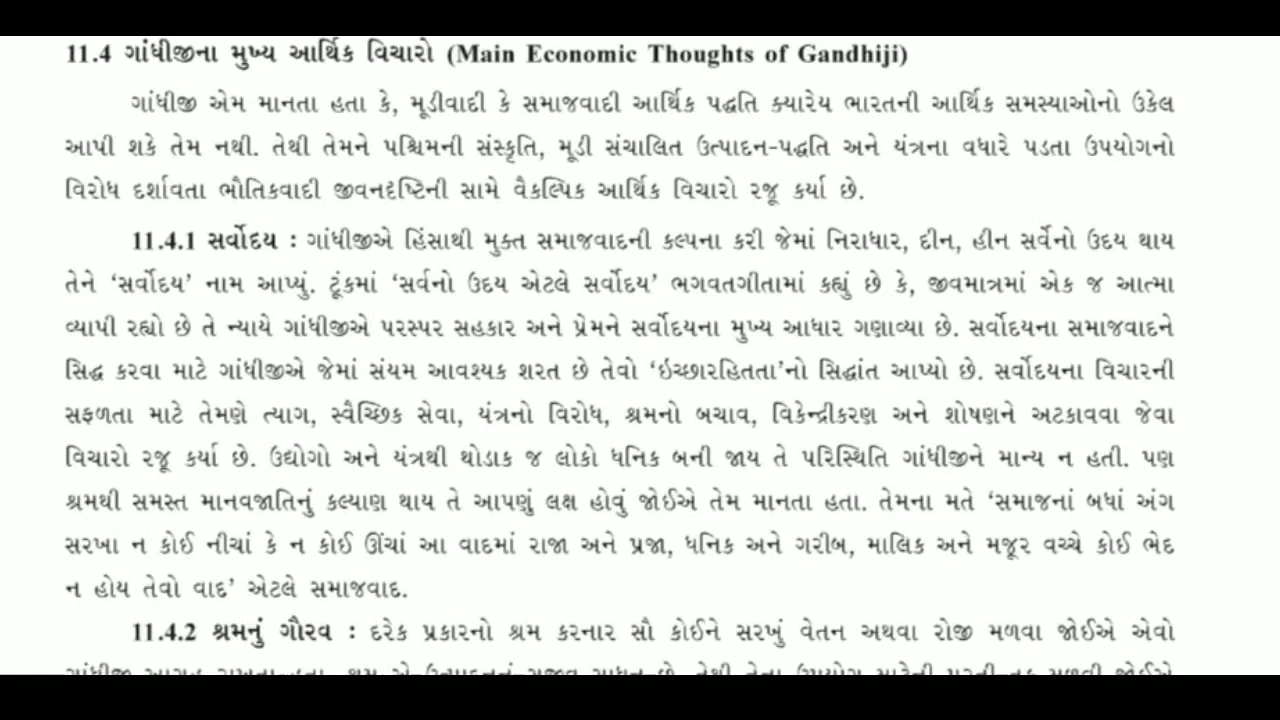 11.4 ગાંધીજીના મુખ્ય આર્થિક વિચારો (Main Economic Thoughts of Gandhiji)
ગાંધીજી એમ માનતા હતા કે, મૂડીવાદી કે સમાજવાદી આર્થિક પદ્ધતિ ક્યારેય ભારતની આર્થિક સમસ્યાઓનો ઉકેલ
આપી શકે તેમ નથી. તેથી તેમને પશ્ચિમની સંસ્કૃતિ, મૂડી સંચાલિત ઉત્પાદન-પદ્ધતિ અને યંત્રના વધારે પડતા ઉપયોગનો
વિરોધ દર્શાવતા ભૌતિકવાદી જીવનદૃષ્ટિની સામે વૈકલ્પિક આર્થિક વિચારો રજૂ કર્યા છે.
11.4.1 સર્વોદય : ગાંધીજીએ હિંસાથી મુક્ત સમાજવાદની કલ્પના કરી જેમાં નિરાધાર, દીન, હીન સર્વેનો ઉદય થાય
તેને ‘સર્વોદય’ નામ આપ્યું. ટૂંકમાં ‘સર્વનો ઉદય એટલે સર્વોદય’ ભગવતગીતામાં કહ્યું છે કે, જીવમાત્રમાં એક જ આત્મા
વ્યાપી રહ્યો છે તે ન્યાયે ગાંધીજીએ પરસ્પર સહકાર અને પ્રેમને સર્વોદયના મુખ્ય આધાર ગણાવ્યા છે. સર્વોદયના સમાજવાદને
સિદ્ધ કરવા માટે ગાંધીજીએ જેમાં સંયમ આવશ્યક શરત છે તેવો ‘ઇચ્છારહિતતા’નો સિદ્ધાંત આપ્યો છે. સર્વોદયના વિચારની
સફળતા માટે તેમણે ત્યાગ, સ્વૈચ્છિક સેવા, યંત્રનો વિરોધ, શ્રમનો બચાવ, વિકેન્દ્રીકરણ અને શોષણને અટકાવવા જેવા
વિચારો રજૂ કર્યા છે. ઉદ્યોગો અને યંત્રથી થોડાક જ લોકો ધનિક બની જાય તે પરિસ્થિતિ ગાંધીજીને માન્ય ન હતી. પણ
શ્રમથી સમસ્ત માનવજાતિનું કલ્યાણ થાય તે આપણું લક્ષ હોવું જોઈએ તેમ માનતા હતા. તેમના મતે ‘સમાજનાં બધાં અંગ
સરખા ન કોઈ નીચાં કે ન કોઈ ઊંચાં આ વાદમાં રાજા અને પ્રજા, ધનિક અને ગરીબ, માલિક અને મજૂર વચ્ચે કોઈ ભેદ
ન હોય તેવો વાદ’ એટલે સમાજવાદ.
11.4.2 શ્રમનું ગૌરવ : દરેક પ્રકારનો શ્રમ કરનાર સૌ કોઈને સરખું વેતન અથવા રોજી મળવા જોઈએ એવો